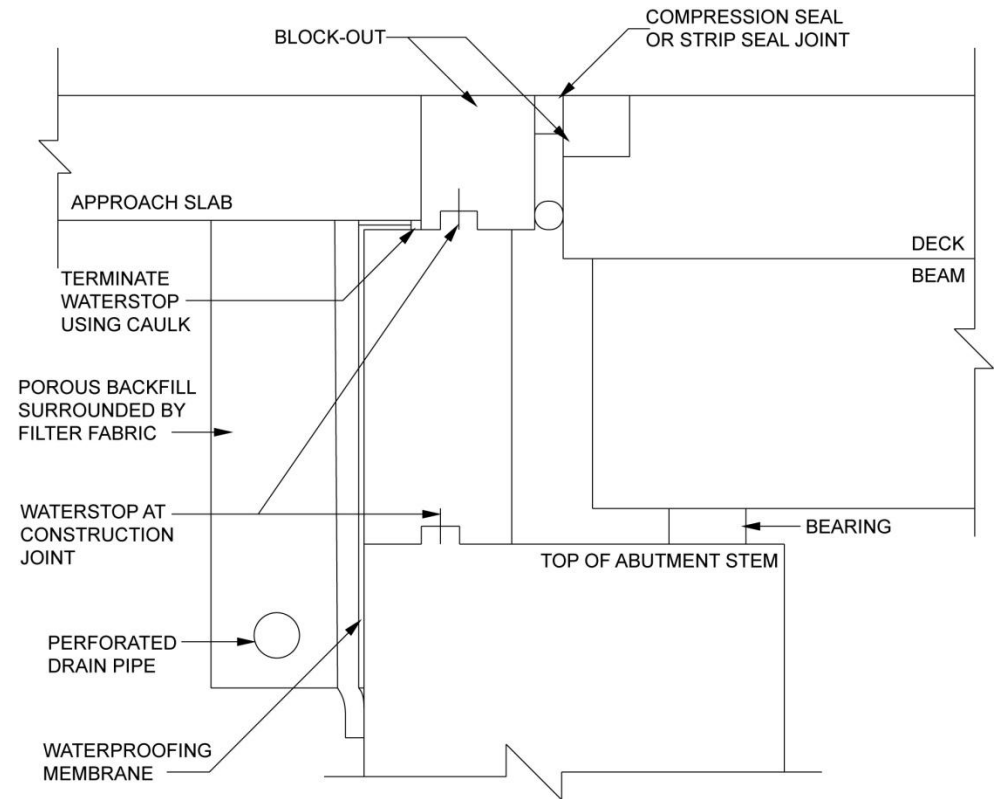 COMPRESSION SEAL
OR STRIP SEAL JOINT
BLOCK-OUT
APPROACH SLAB
DECK
BEAM
TERMINATE
WATERSTOP
USING CAULK
POROUS BACKFILL
SURROUNDED BY
FILTER FABRIC
WATERSTOP AT
CONSTRUCTION
JOINT
BEARING
TOP OF ABUTMENT STEM
PERFORATED
DRAIN PIPE
WATERPROOFING
MEMBRANE